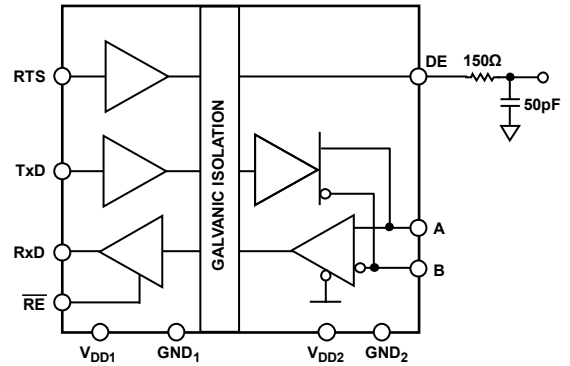 DE
150Ω
RTS
50pF
TxD
GALVANIC ISOLATION
A
RxD
B
RE
VDD1
GND1
VDD2
GND2